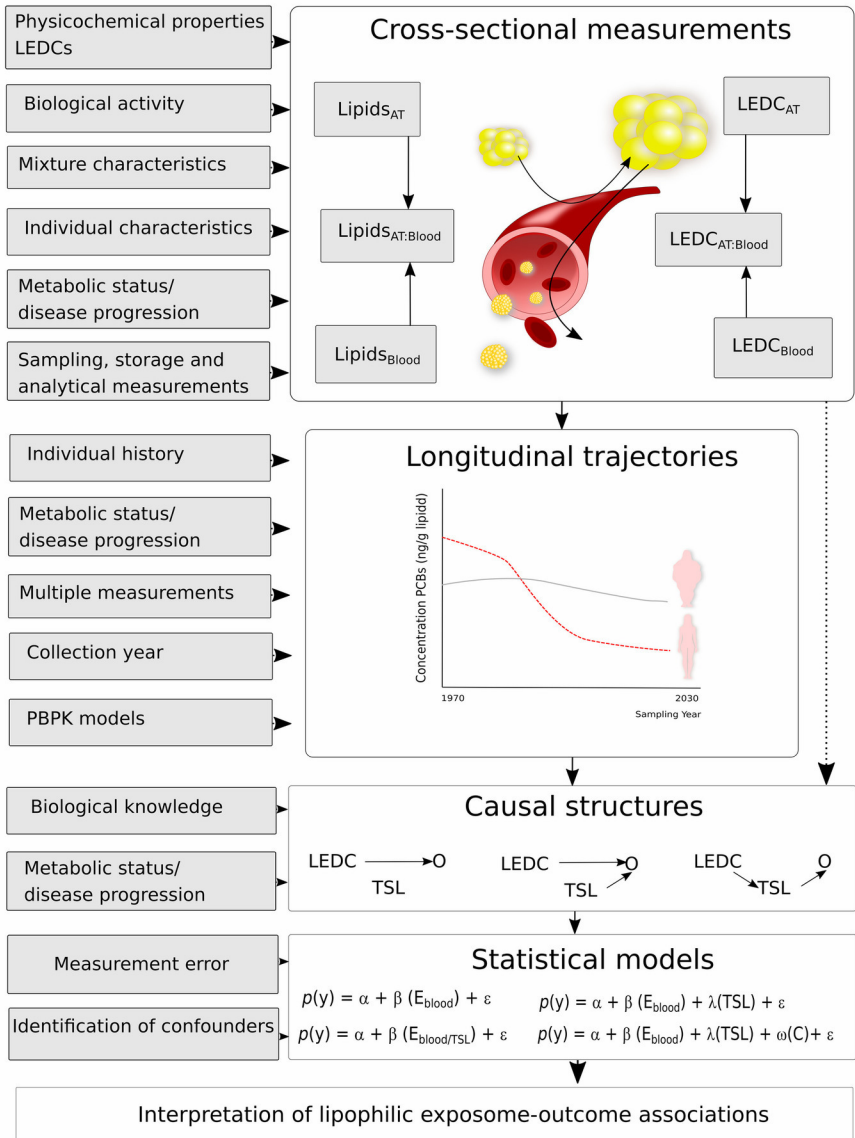 Physicochemical properties
LEDCs
Biological activity
Mixture characteristics
Individual characteristics
Metabolic status/
disease progression
Sampling, storage and
analytical measurements
Cross-sectional measurements
LipidsAT
LipidsAT:Blood
LipidsBlood
LEDCAT
LEDCAT:Blood
LEDCBlood
Individual history
Metabolic status/
disease progression
Multiple measurements
Collection year
PBPK models
Longitudinal trajectories
Concentration PCBs (ng/g lipidd)
1970
2030
Sampling Year
Biological knowledge
Metabolic status/
disease progression
Causal structures
LEDC O
TSL
LEDC O
TSL
LEDC O
TSL
Measurement error
Identification of confounders
Statistical models
p(y) = α + β (Eblood) + ε
p(y) = α + β (Eblood/TSL) + ε
p(y) = α + β (Eblood) + λ(TSL) + ε
p(y) = α + β (Eblood) + λ(TSL) + ω(C)+ ε
Interpretation of lipophilic exposome-outcome associations